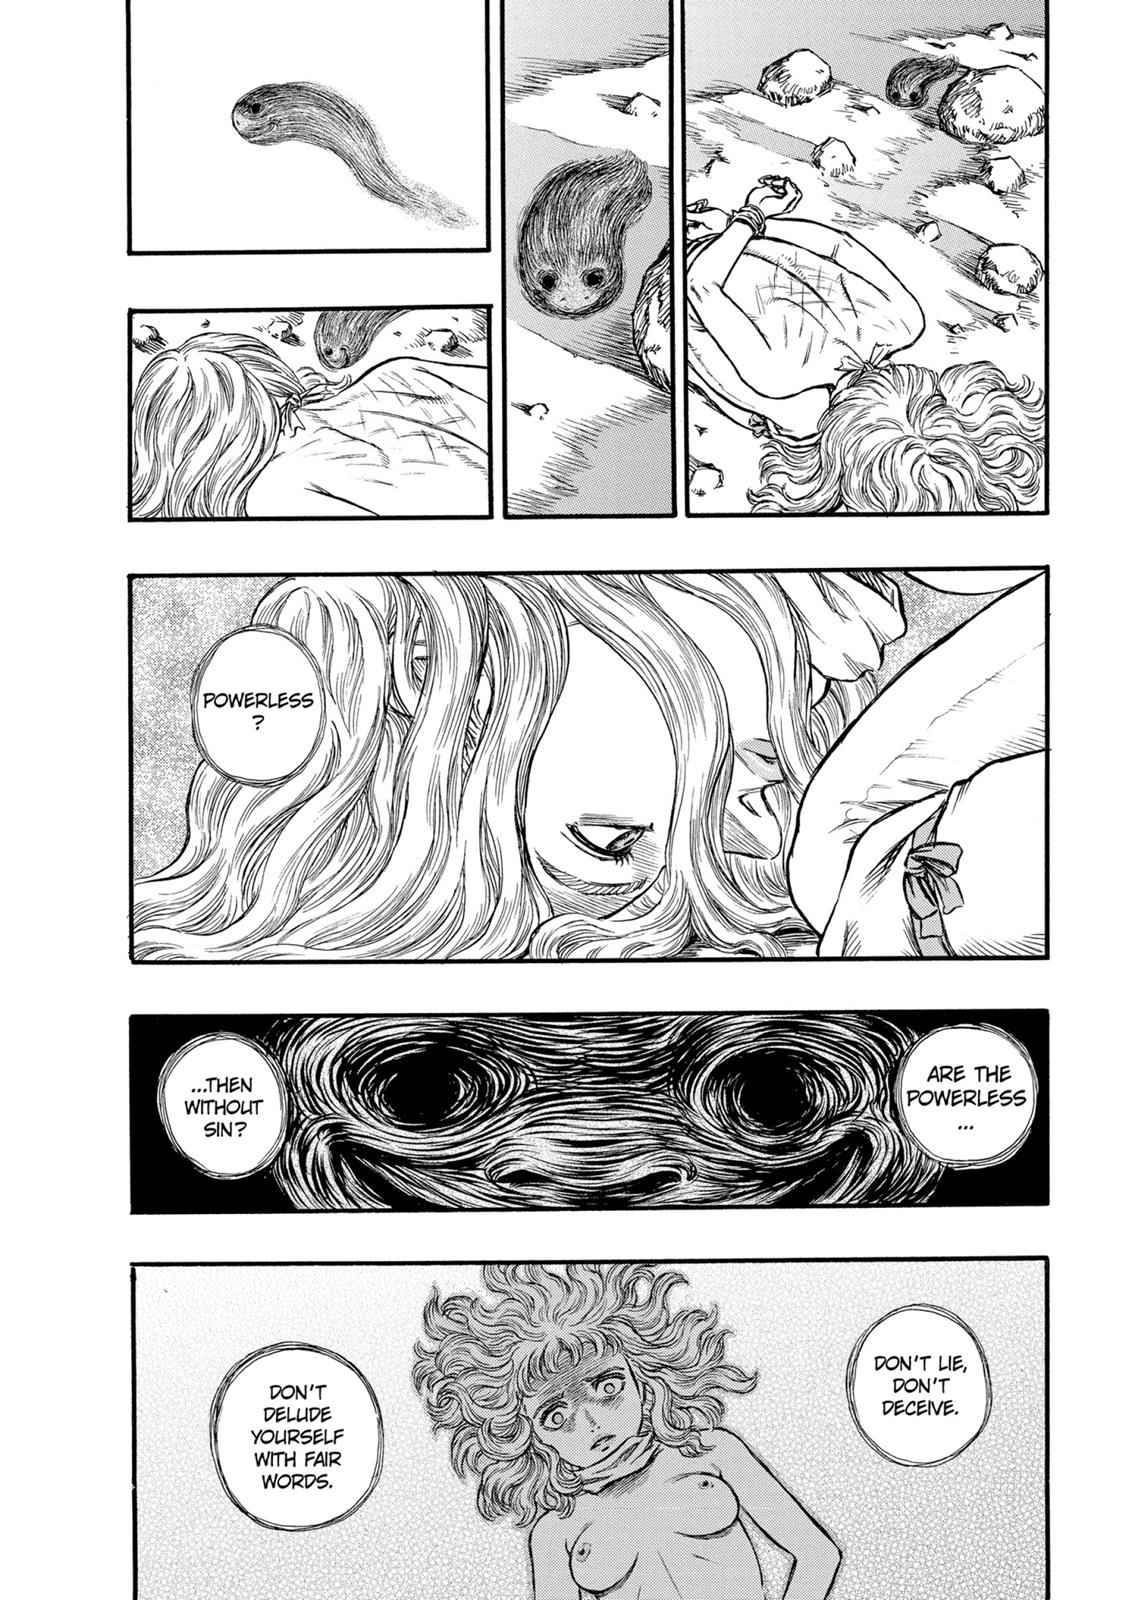 POWERLESS
?
ARE THE
POWERLESS
...
...THEN
WITHOUT
SIN?
DON'T LIE,
DON'T
DECEIVE.
DON'T
DELUDE
YOURSELF
WITH FAIR
WORDS.